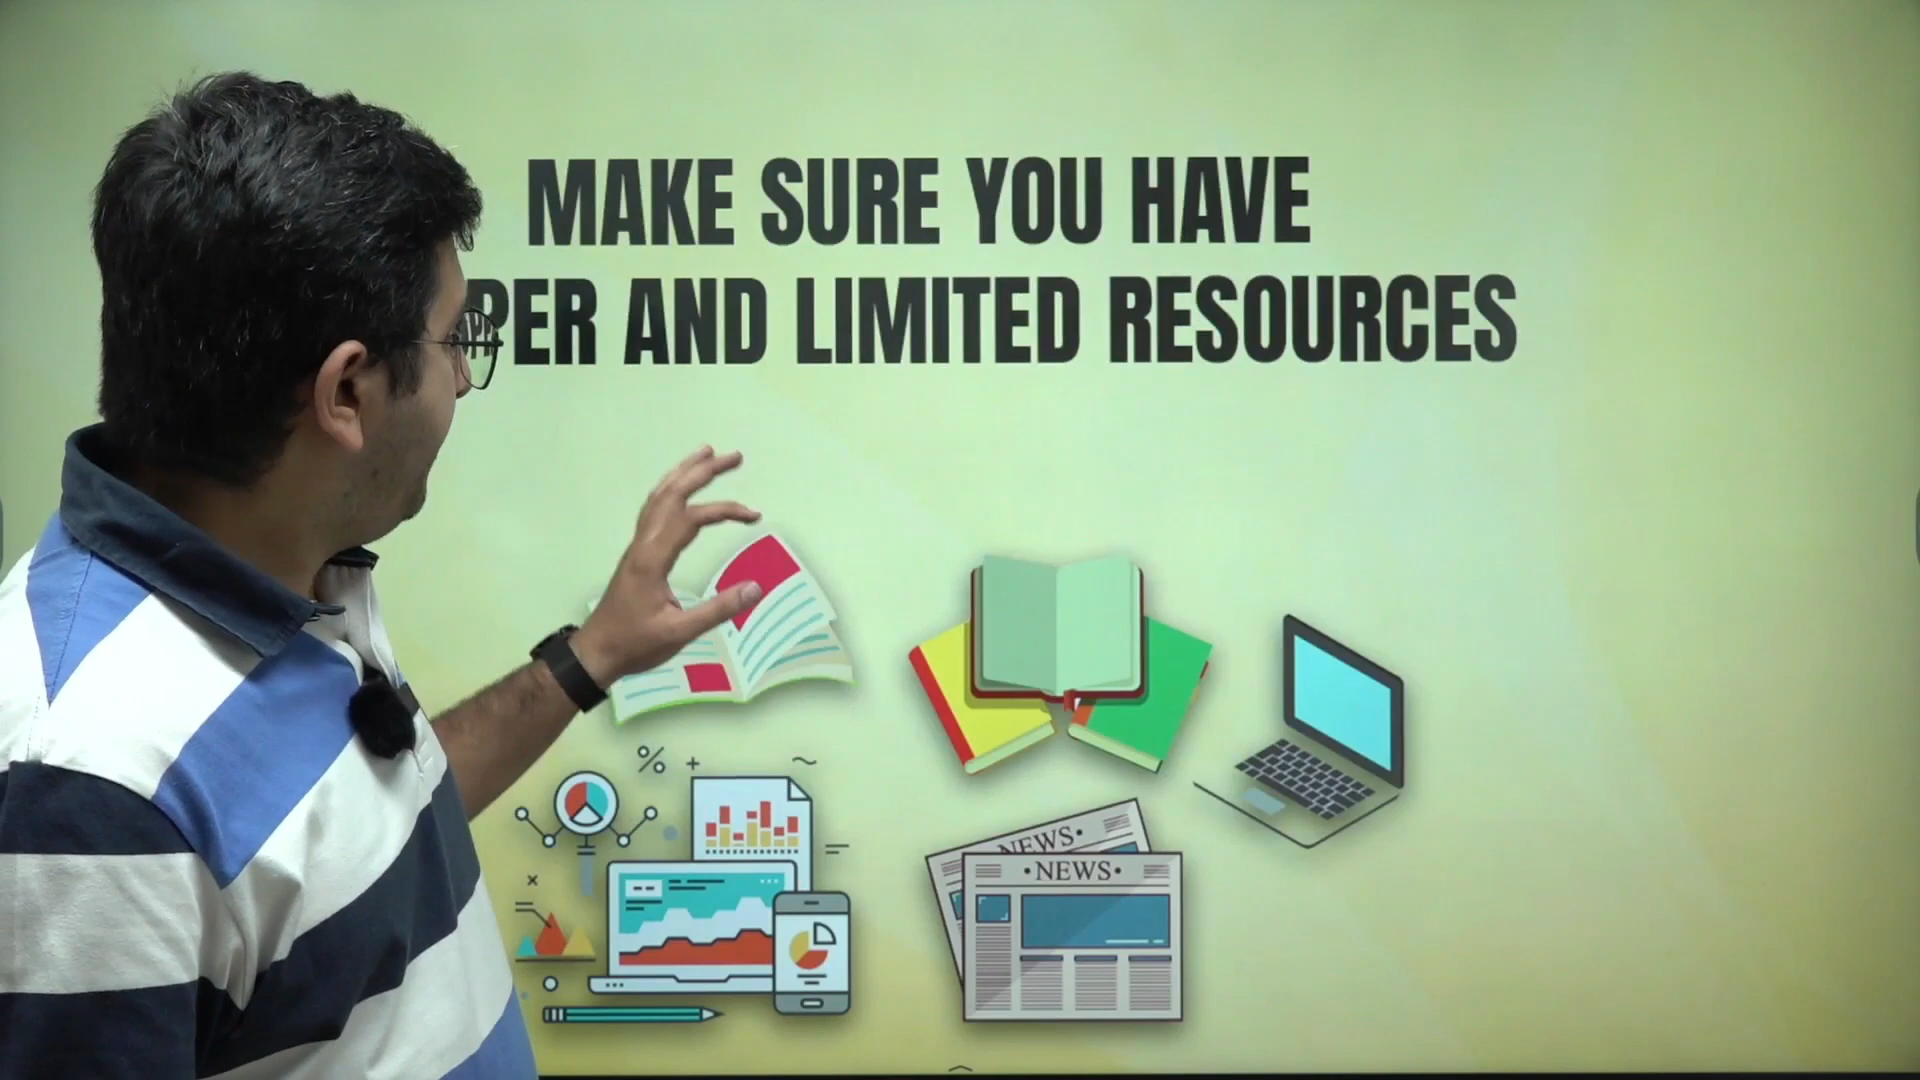 MAKE SURE YOU HAVE
PER AND LIMITED RESOURCES
NEWS
NEWS